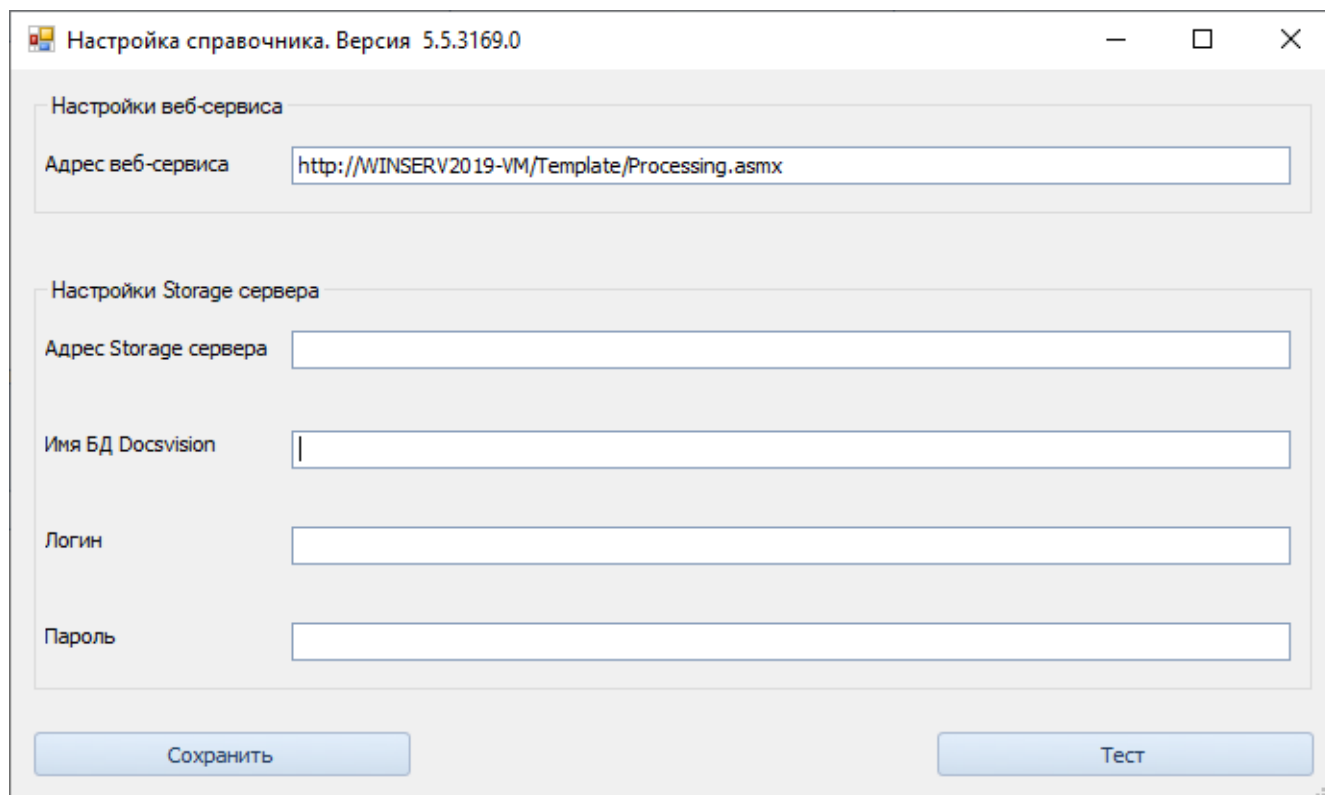 Настройка справочника. Версия 5.5.3169.0
Настройки веб-сервиса
Адрес веб-сервиса http://WINSERV2019-VM/Template/Processing.asmx
Настройки Storage сервера
Адрес Storage сервера
Имя БД Docsvision
Логин
Пароль
Сохранить Тест